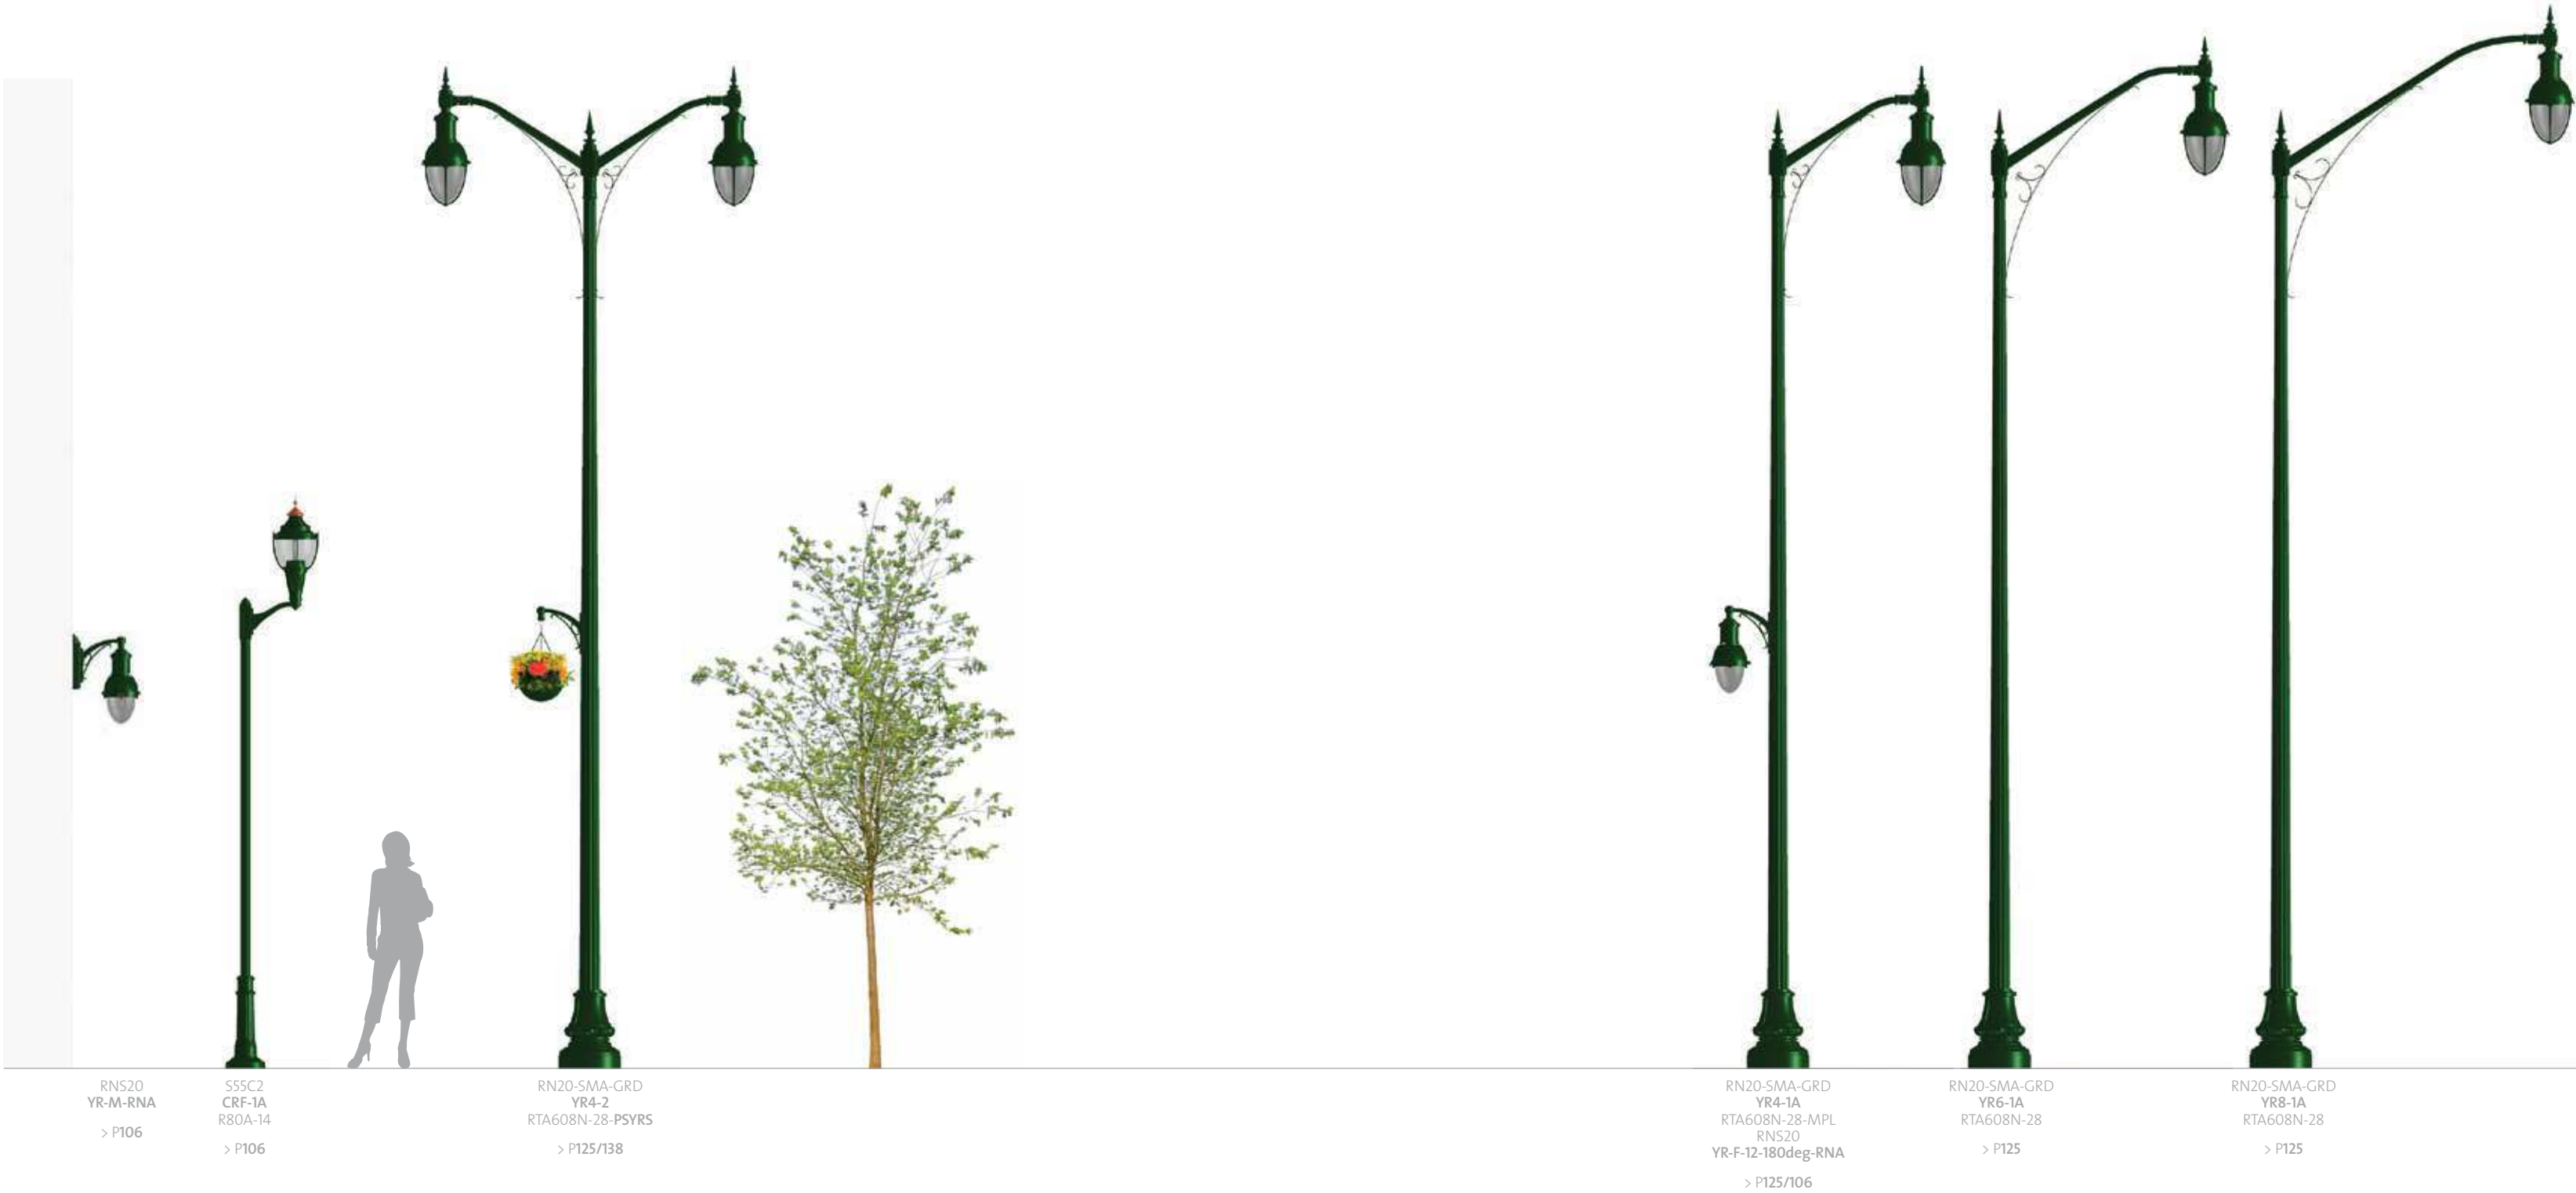 RNS20
YR-M-RNA
> P106
S55C2
CRF-1A
R80A-14
> P106
RN20-SMA-GRD
YR4-2
RTA608N-28-PSYRS
> P125/138
RN20-SMA-GRD
YR4-1A
RTA608N-28-MPL
RNS20
YR-F-12-180deg-RNA
> P125/106
RN20-SMA-GRD
YR6-1A
RTA608N-28
> P125
RN20-SMA-GRD
YR8-1A
RTA608N-28
> P125